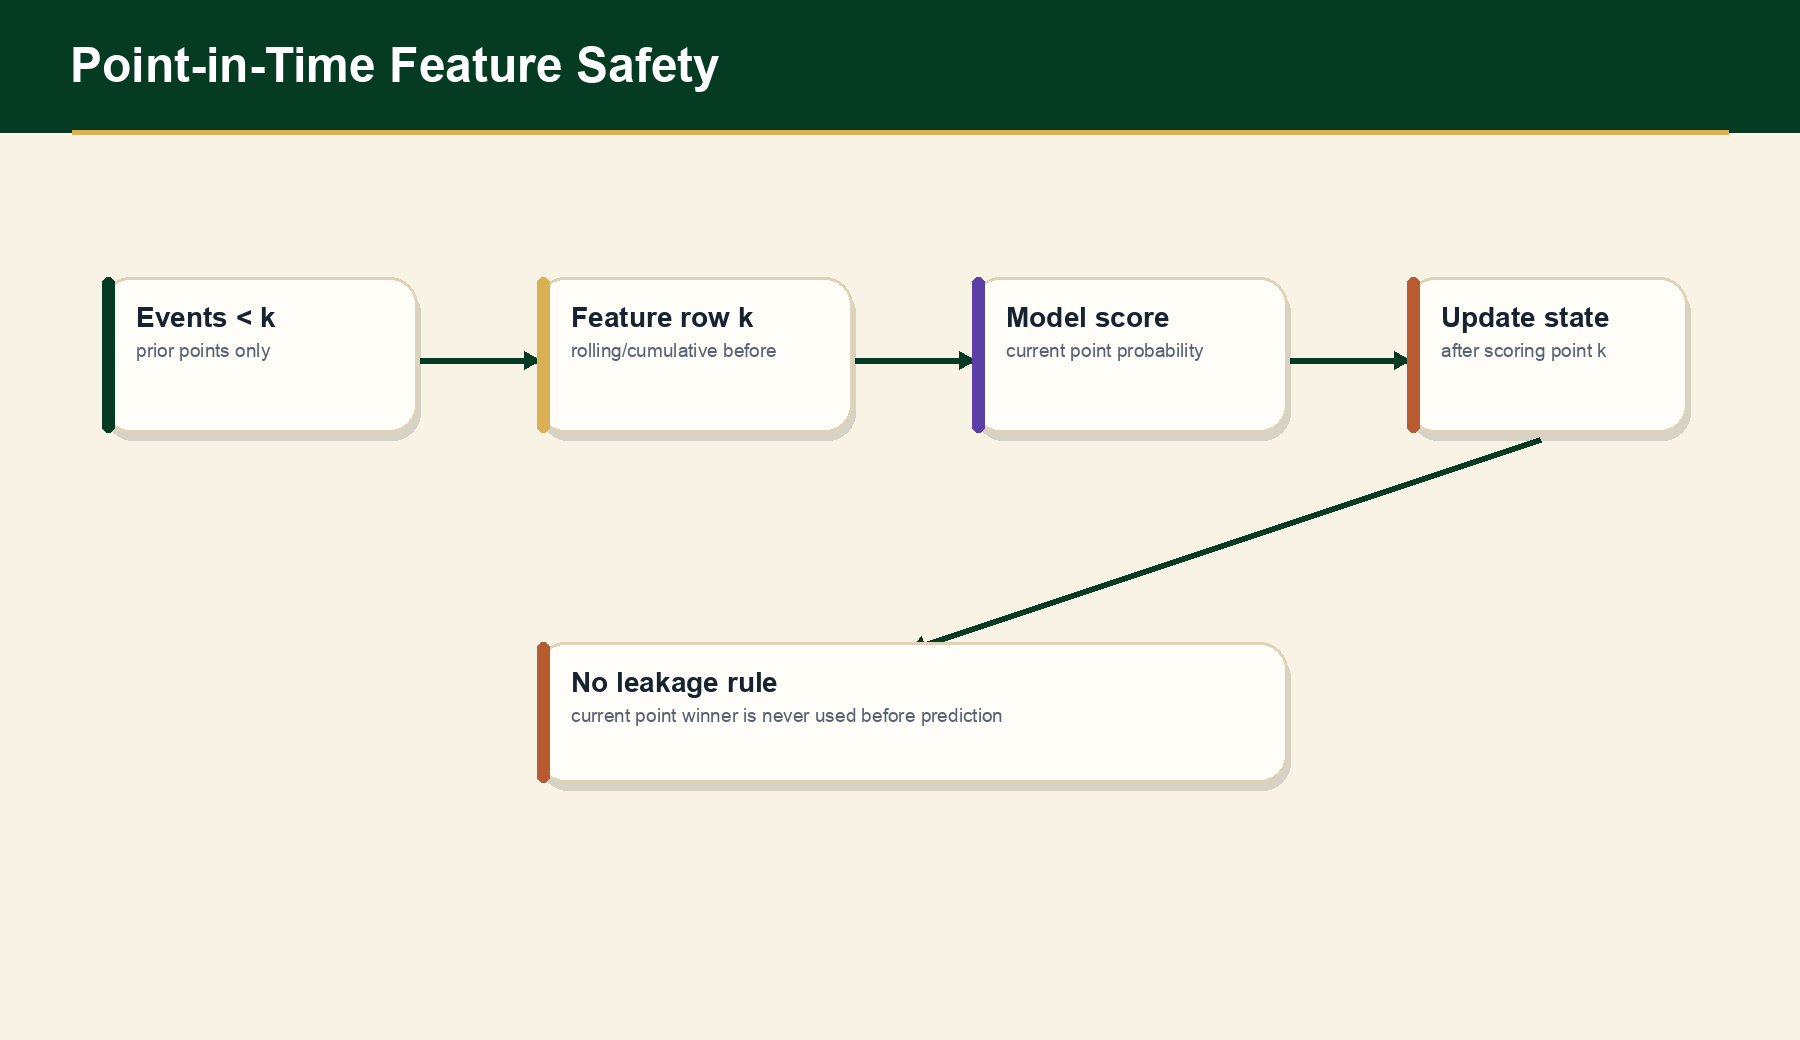 Point-in-Time Feature Safety
Events < k
prior points only
Feature row k
rolling/cumulative before
Model score
current point probability
Update state
after scoring point k
No leakage rule
current point winner is never used before prediction